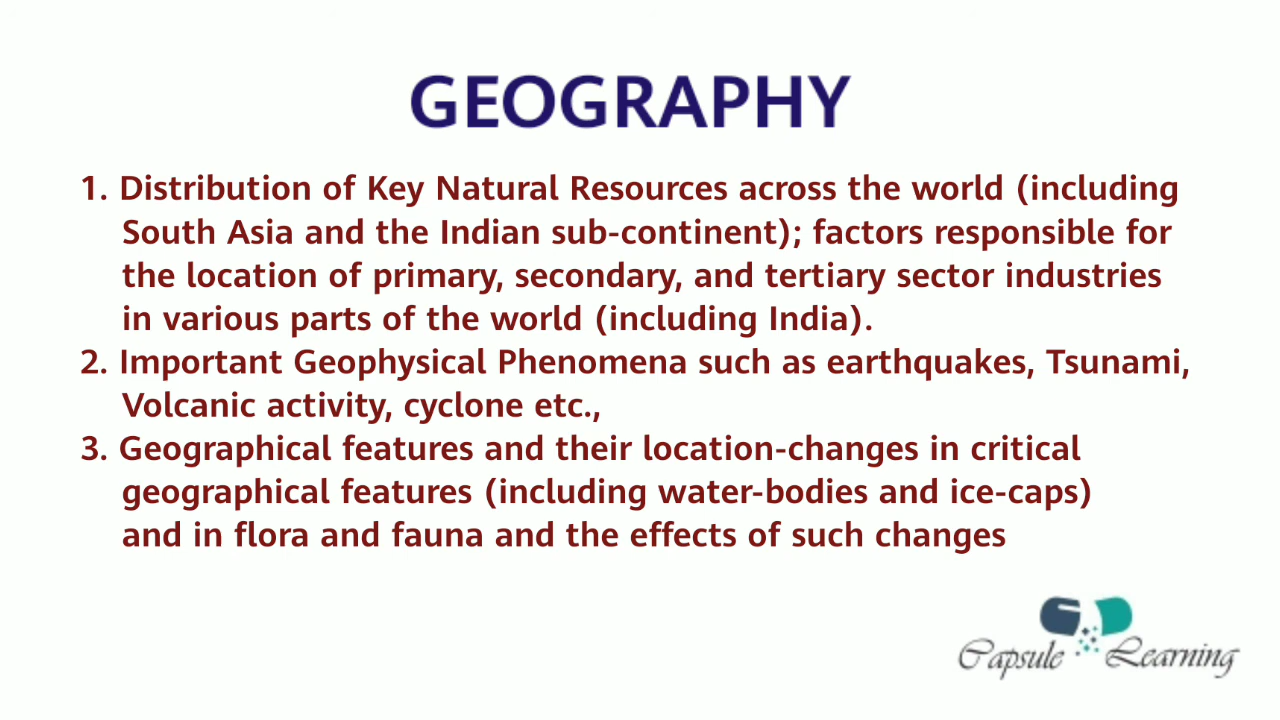 GEOGRAPHY
1. Distribution of Key Natural Resources across the world (including
South Asia and the Indian sub-continent); factors responsible for
the location of primary, secondary, and tertiary sector industries
in various parts of the world (including India).
2. Important Geophysical Phenomena such as earthquakes, Tsunami,
Volcanic activity, cyclone etc.,
3. Geographical features and their location-changes in critical
geographical features (including water-bodies and ice-caps)
and in flora and fauna and the effects of such changes
Capsule Learning